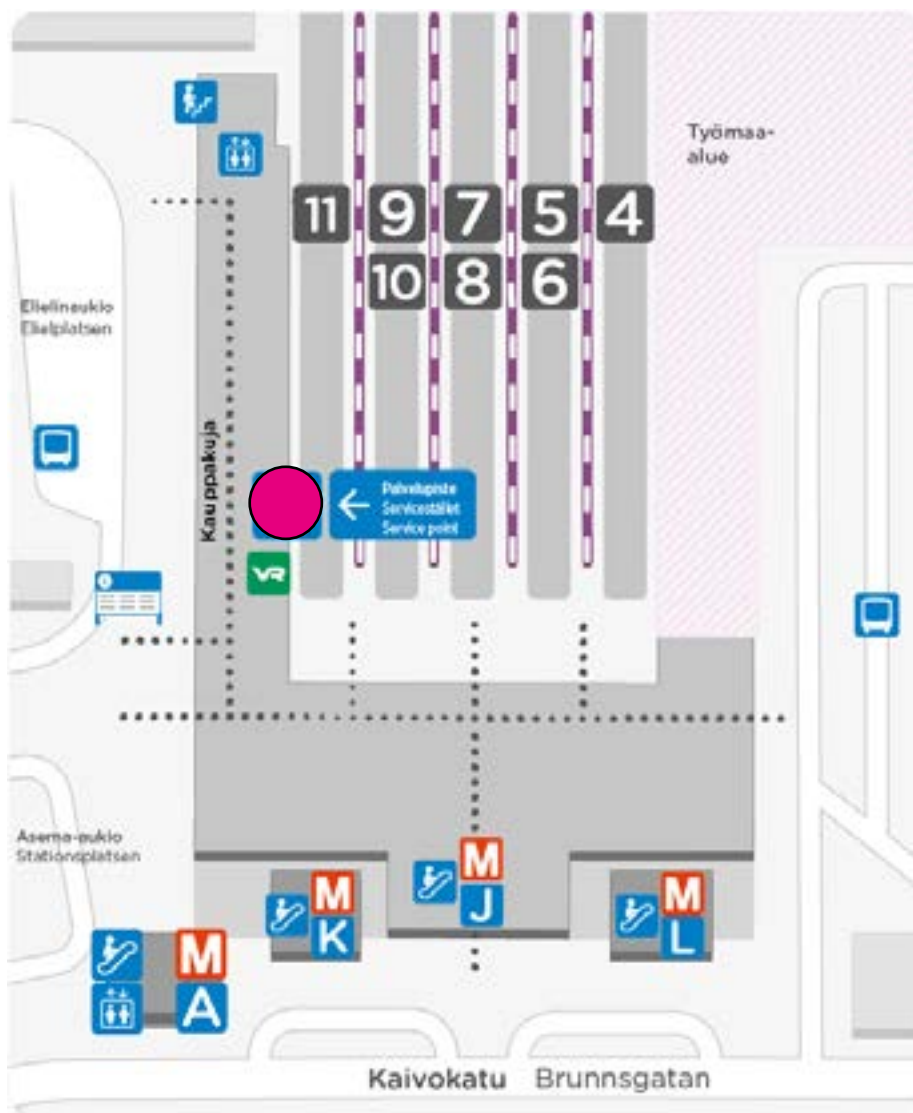 Työmaa-
alue
11
9
7
5
4
10
8
6
Elielinaukio
Elielplatsen
Kauppakuja
Palvelupiste
Servicestället
Service point
VR
Asema-aukio
Stationsplatsen
M
J
M
K
M
L
M
A
Kaivokatu Brunnsgatan